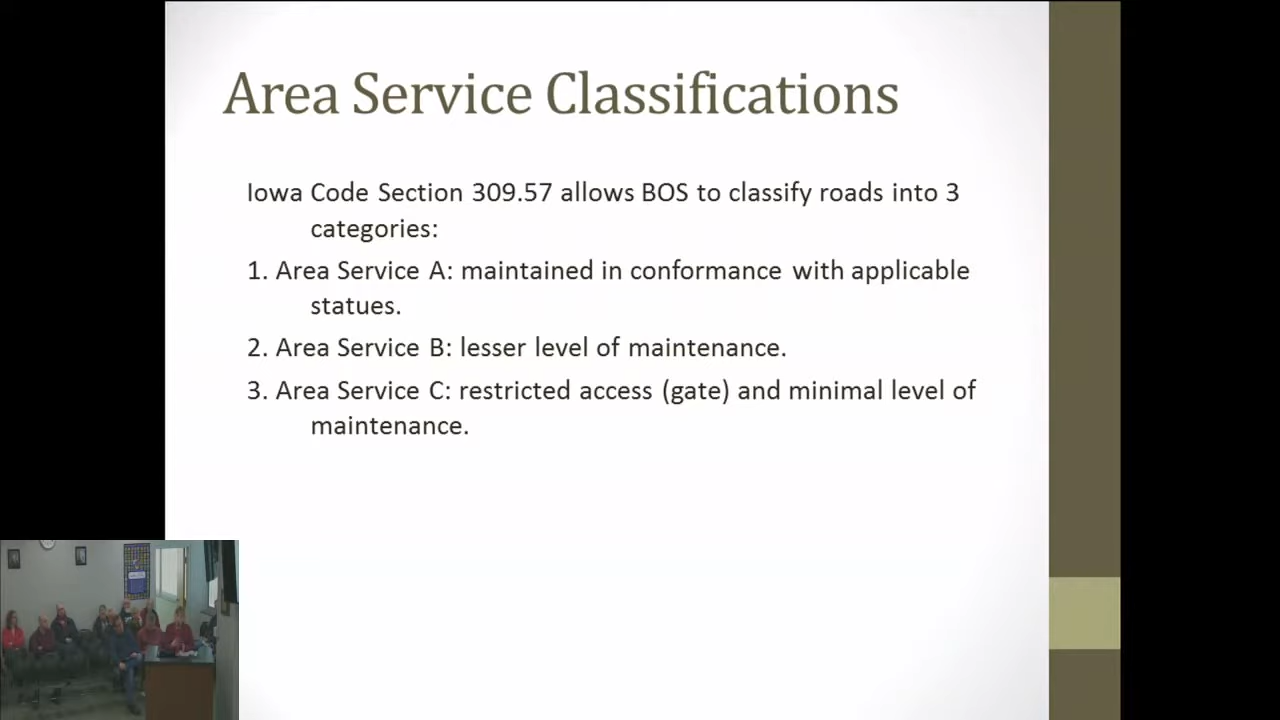 Area Service Classifications
Iowa Code Section 309.57 allows BOS to classify roads into 3
categories:
1. Area Service A: maintained in conformance with applicable
statues.
2. Area Service B: lesser level of maintenance.
3. Area Service C: restricted access (gate) and minimal level of
maintenance.